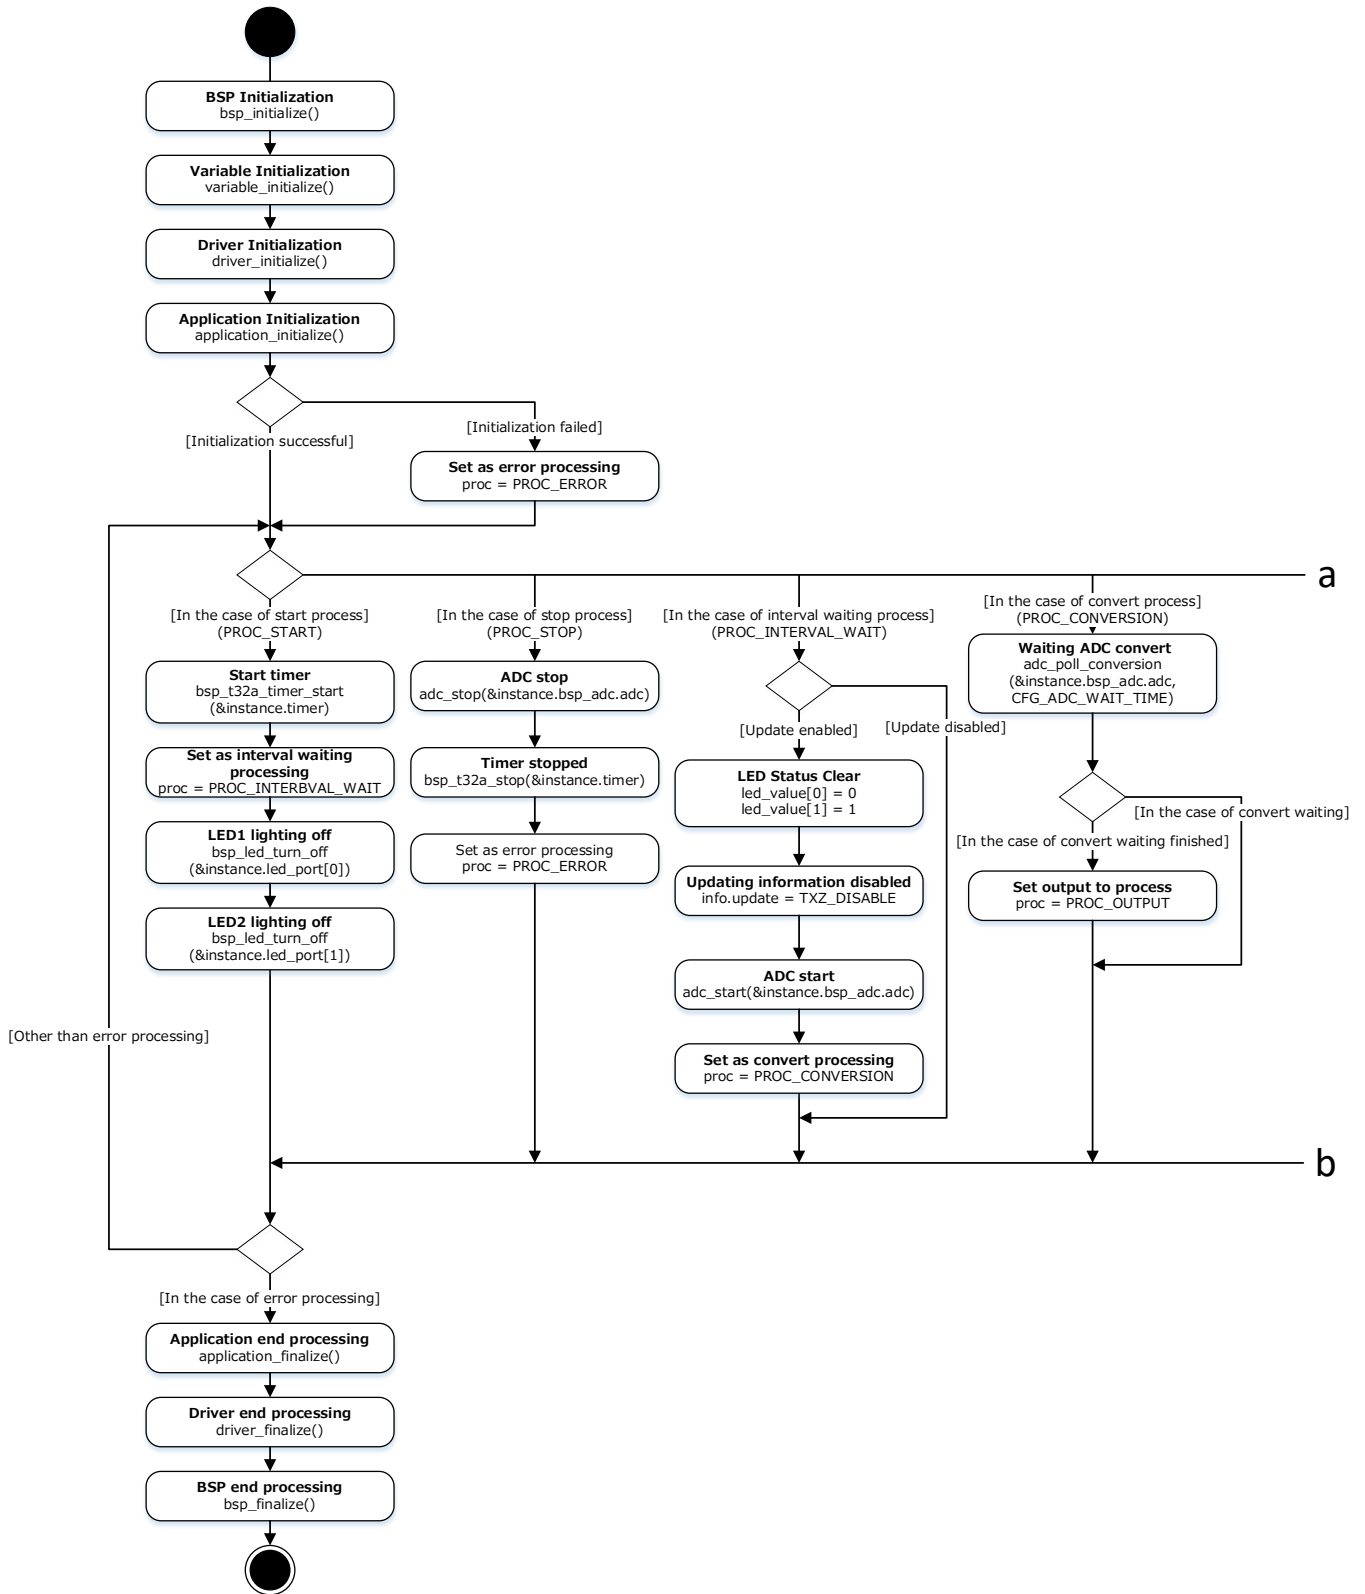 BSP Initialization
bsp_initialize()
Variable Initialization
variable_initialize()
Driver Initialization
driver_initialize()
Application Initialization
application_initialize()
[Initialization successful]
[Initialization failed]
Set as error processing
proc = PROC_ERROR
a
[In the case of start process]
(PROC_START)
Start timer
bsp_t32a_timer_start
(&instance.timer)
Set as interval waiting
processing
proc = PROC_INTERBVAL_WAIT
LED1 lighting off
bsp_led_turn_off
(&instance.led_port[0])
LED2 lighting off
bsp_led_turn_off
(&instance.led_port[1])
[In the case of stop process]
(PROC_STOP)
ADC stop
adc_stop(&instance.bsp_adc.adc)
Timer stopped
bsp_t32a_stop(&instance.timer)
Set as error processing
proc = PROC_ERROR
[In the case of interval waiting process]
(PROC_INTERVAL_WAIT)
[Update enabled]
[Update disabled]
LED Status Clear
led_value[0] = 0
led_value[1] = 1
Updating information disabled
info.update = TXZ_DISABLE
ADC start
adc_start(&instance.bsp_adc.adc)
Set as convert processing
proc = PROC_CONVERSION
[In the case of convert process]
(PROC_CONVERSION)
Waiting ADC convert
adc_poll_conversion
(&instance.bsp_adc.adc,
CFG_ADC_WAIT_TIME)
[In the case of convert waiting]
[In the case of convert waiting finished]
Set output to process
proc = PROC_OUTPUT
[Other than error processing]
b
[In the case of error processing]
Application end processing
application_finalize()
Driver end processing
driver_finalize()
BSP end processing
bsp_finalize()